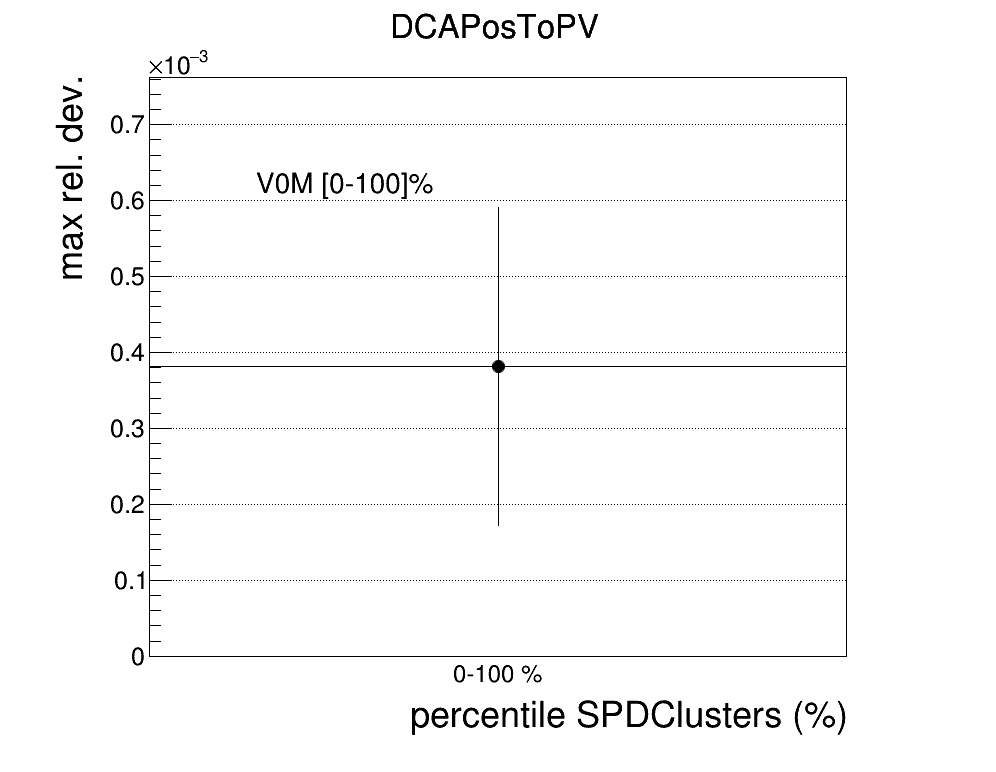 DCAPosToPV
×10⁻³
max rel. dev.
0.7
0.6
0.5
0.4
0.3
0.2
0.1
0
V0M [0-100]%
0-100 %
percentile SPDClusters (%)